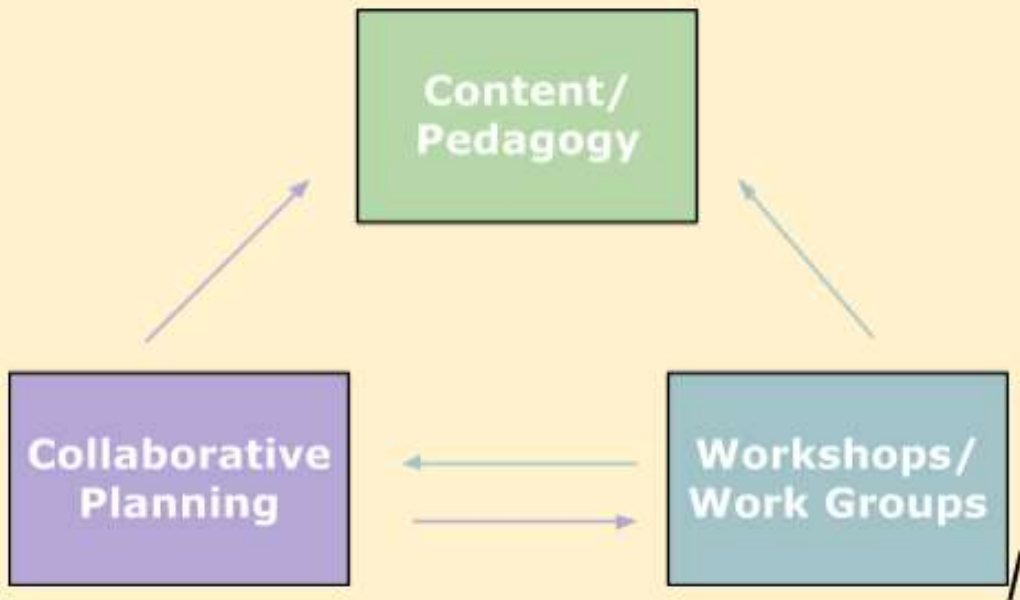 Content/
Pedagogy
Collaborative
Planning
Workshops/
Work Groups